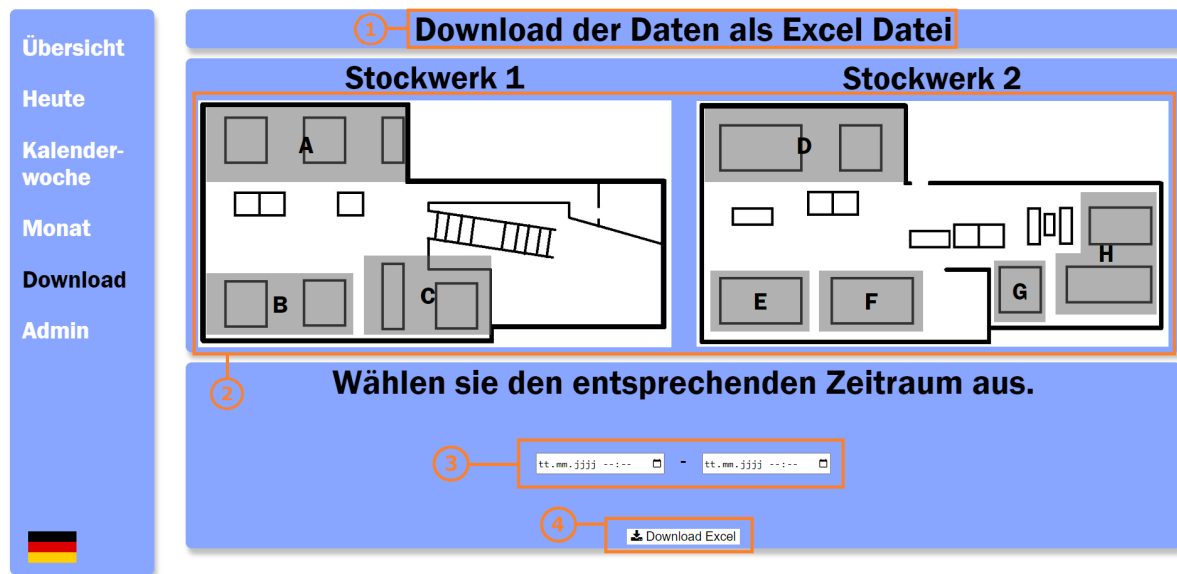 Übersicht
Heute
Kalender-
woche
Monat
Download
Admin
1
Download der Daten als Excel Datei
Stockwerk 1
Stockwerk 2
A
B
C
D
E
F
G
H
2
Wählen sie den entsprechenden Zeitraum aus.
3
tt.mm.jjjj --:-- - tt.mm.jjjj --:--
4
Download Excel